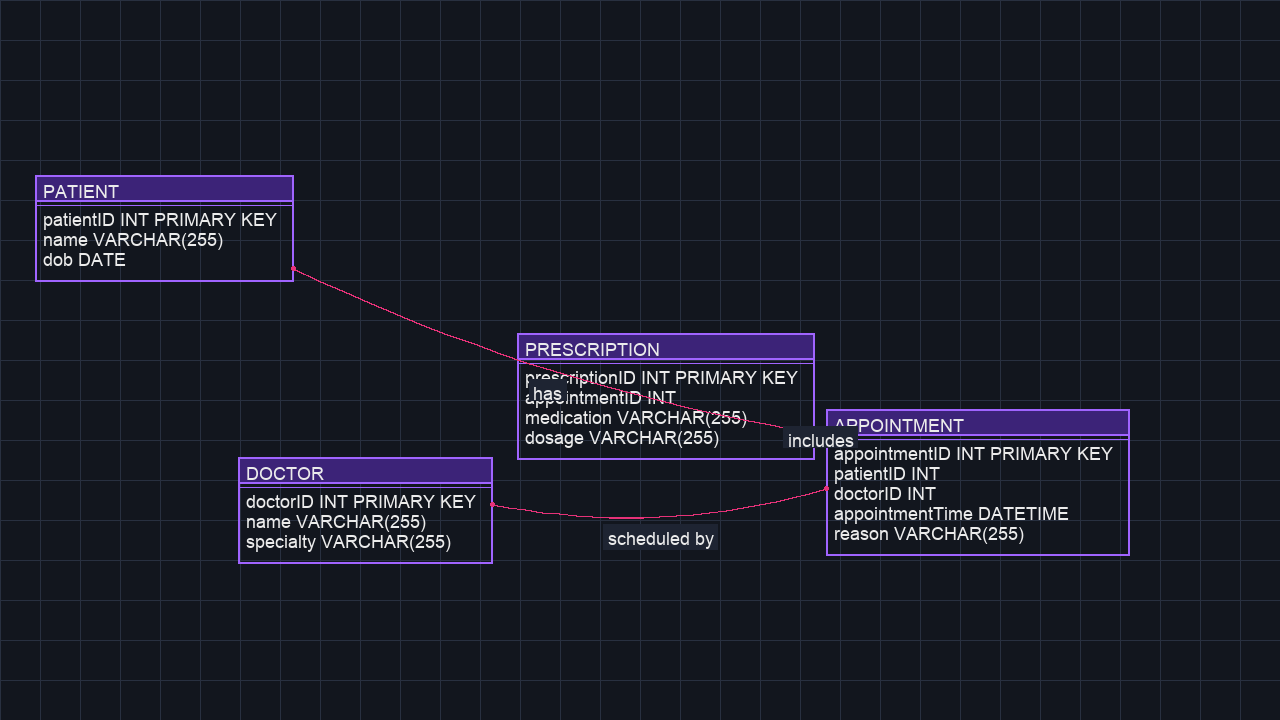 PATIENT
patientID INT PRIMARY KEY
name VARCHAR(255)
dob DATE
PRESCRIPTION
prescriptionID INT PRIMARY KEY
has
appointmentID INT
medication VARCHAR(255)
dosage VARCHAR(255)
includes
APPOINTMENT
appointmentID INT PRIMARY KEY
patientID INT
doctorID INT
appointmentTime DATETIME
reason VARCHAR(255)
DOCTOR
doctorID INT PRIMARY KEY
name VARCHAR(255)
specialty VARCHAR(255)
scheduled by